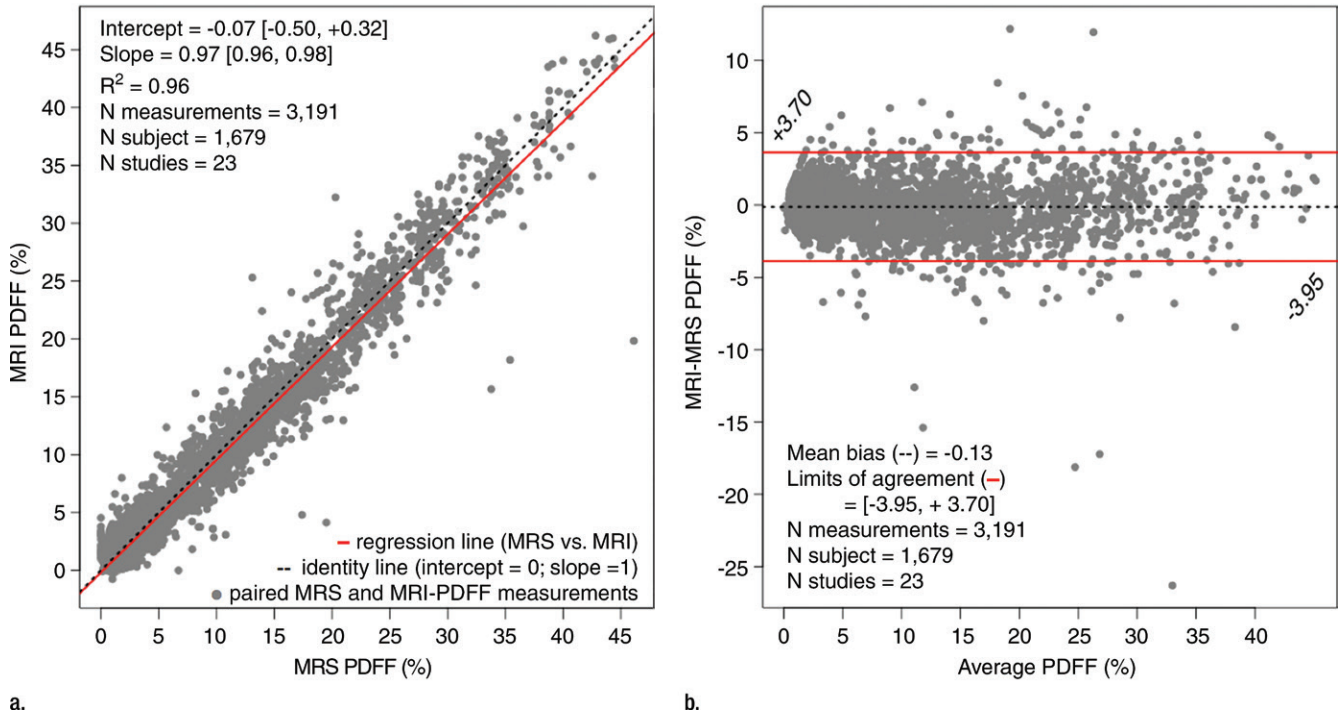 Intercept = -0.07 [-0.50, +0.32]
Slope = 0.97 [0.96, 0.98]
R² = 0.96
N measurements = 3,191
N subject = 1,679
N studies = 23
45
40
35
30
25
20
15
10
5
0
MRI PDFF (%)
– regression line (MRS vs. MRI)
-- identity line (intercept = 0; slope =1)
paired MRS and MRI-PDFF measurements
0 5 10 15 20 25 30 35 40 45
MRS PDFF (%)
a.
10
5
0
-5
-10
-15
-20
-25
MRI-MRS PDFF (%)
+3.70
-3.95
Mean bias (--) = -0.13
Limits of agreement (–)
= [-3.95, + 3.70]
N measurements = 3,191
N subject = 1,679
N studies = 23
0 5 10 15 20 25 30 35 40
Average PDFF (%)
b.